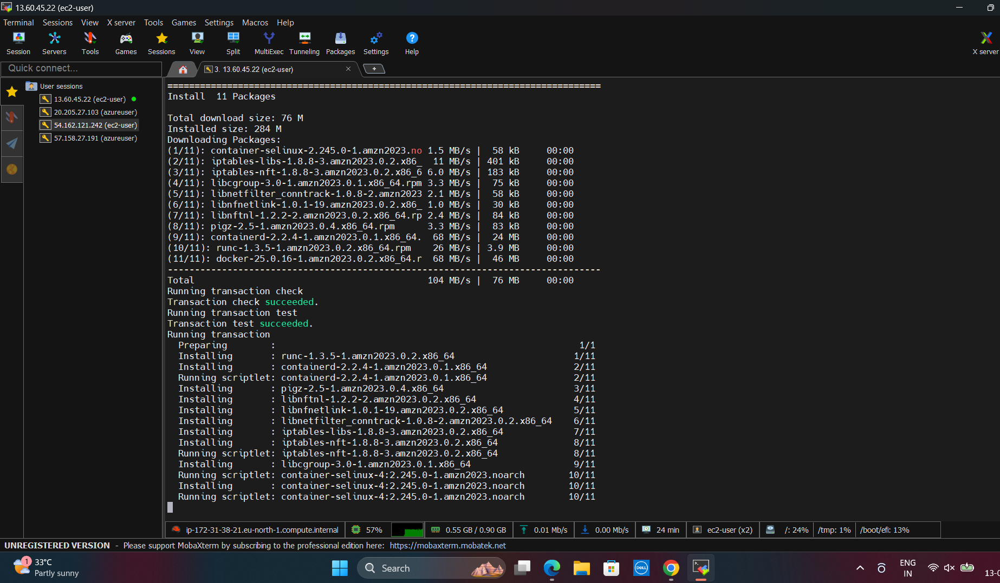 13.60.45.22 (ec2-user)
Terminal Sessions View X server Tools Games Settings Macros Help
Session Servers Tools Games Sessions View Split MultiExec Tunneling Packages Settings Help X server
Quick connect...
3. 13.60.45.22 (ec2-user)
User sessions
13.60.45.22 (ec2-user)
20.205.27.103 (azureuser)
54.162.121.242 (ec2-user)
57.158.27.191 (azureuser)
================================================================================
Install  11 Packages
Total download size: 76 M
Installed size: 284 M
Downloading Packages:
(1/11): container-selinux-2.245.0-1.amzn2023.no 1.5 MB/s |  58 kB     00:00
(2/11): iptables-libs-1.8.8-3.amzn2023.0.2.x86_  11 MB/s | 401 kB     00:00
(3/11): iptables-nft-1.8.8-3.amzn2023.0.2.x86_6 6.0 MB/s | 183 kB     00:00
(4/11): libcgroup-3.0-1.amzn2023.0.1.x86_64.rpm 3.3 MB/s |  75 kB     00:00
(5/11): libnetfilter_conntrack-1.0.8-2.amzn2023 2.1 MB/s |  58 kB     00:00
(6/11): libnfnetlink-1.0.1-19.amzn2023.0.2.x86_ 1.0 MB/s |  30 kB     00:00
(7/11): libnftnl-1.2.2-2.amzn2023.0.2.x86_64.rp 2.4 MB/s |  84 kB     00:00
(8/11): pigz-2.5-1.amzn2023.0.4.x86_64.rpm      3.3 MB/s |  83 kB     00:00
(9/11): containerd-2.2.4-1.amzn2023.0.1.x86_64.  68 MB/s |  24 MB     00:00
(10/11): runc-1.3.5-1.amzn2023.0.2.x86_64.rpm    26 MB/s | 3.9 MB     00:00
(11/11): docker-25.0.16-1.amzn2023.0.2.x86_64.r  68 MB/s |  46 MB     00:00
--------------------------------------------------------------------------------
Total                                           104 MB/s |  76 MB     00:00
Running transaction check
Transaction check succeeded.
Running transaction test
Transaction test succeeded.
Running transaction
  Preparing        :                                                        1/1
  Installing       : runc-1.3.5-1.amzn2023.0.2.x86_64                      1/11
  Installing       : containerd-2.2.4-1.amzn2023.0.1.x86_64                2/11
  Running scriptlet: containerd-2.2.4-1.amzn2023.0.1.x86_64                2/11
  Installing       : pigz-2.5-1.amzn2023.0.4.x86_64                        3/11
  Installing       : libnftnl-1.2.2-2.amzn2023.0.2.x86_64                  4/11
  Installing       : libnfnetlink-1.0.1-19.amzn2023.0.2.x86_64             5/11
  Installing       : libnetfilter_conntrack-1.0.8-2.amzn2023.0.2.x86_64    6/11
  Installing       : iptables-libs-1.8.8-3.amzn2023.0.2.x86_64             7/11
  Installing       : iptables-nft-1.8.8-3.amzn2023.0.2.x86_64              8/11
  Running scriptlet: iptables-nft-1.8.8-3.amzn2023.0.2.x86_64              8/11
  Installing       : libcgroup-3.0-1.amzn2023.0.1.x86_64                   9/11
  Running scriptlet: container-selinux-4:2.245.0-1.amzn2023.noarch        10/11
  Installing       : container-selinux-4:2.245.0-1.amzn2023.noarch        10/11
  Running scriptlet: container-selinux-4:2.245.0-1.amzn2023.noarch        10/11
ip-172-31-38-21.eu-north-1.compute.internal 57% 0.55 GB / 0.90 GB 0.01 Mb/s 0.00 Mb/s 24 min ec2-user (x2) /: 24% /tmp: 1% /boot/efi: 13%
UNREGISTERED VERSION - Please support MobaXterm by subscribing to the professional edition here: https://mobaxterm.mobatek.net
1 33°C
Partly sunny
Search
DELL
ENG
IN
13-0